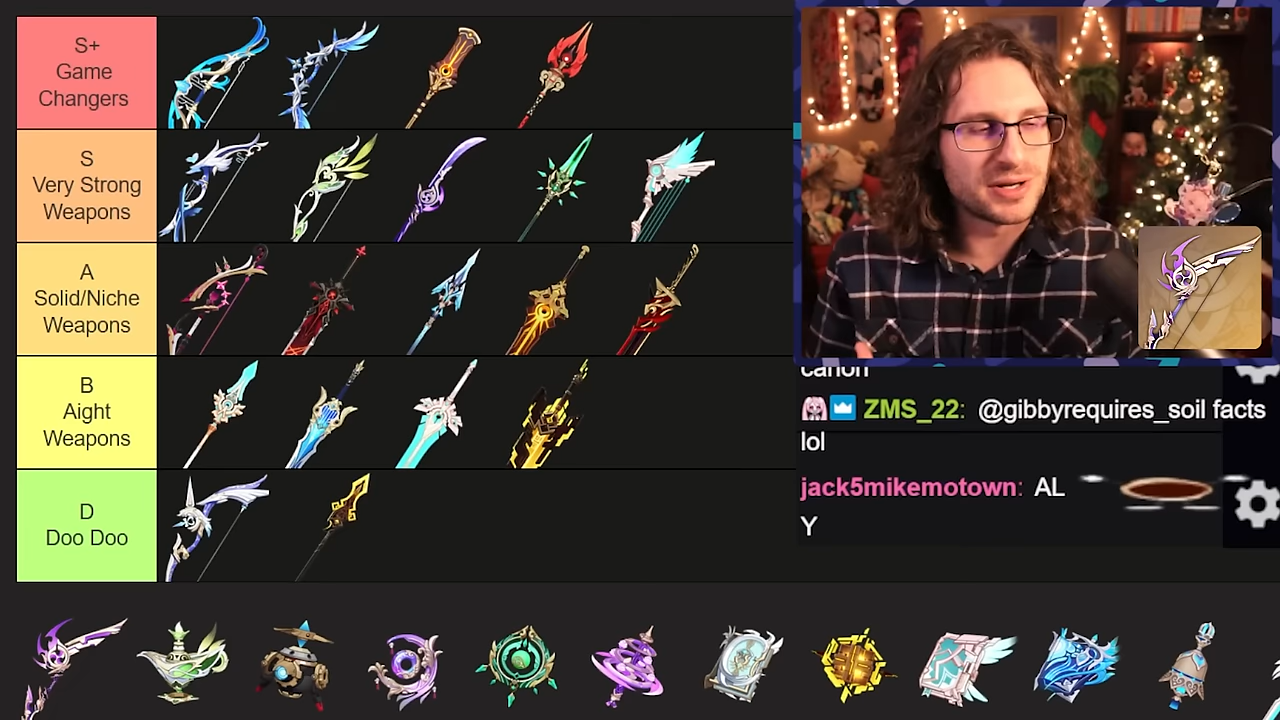 S+
Game
Changers
S
Very Strong
Weapons
A
Solid/Niche
Weapons
B
Aight
Weapons
D
Doo Doo
canon
ZMS_22: @gibbyrequires_soil facts
lol
jack5mikemotown: AL
Y